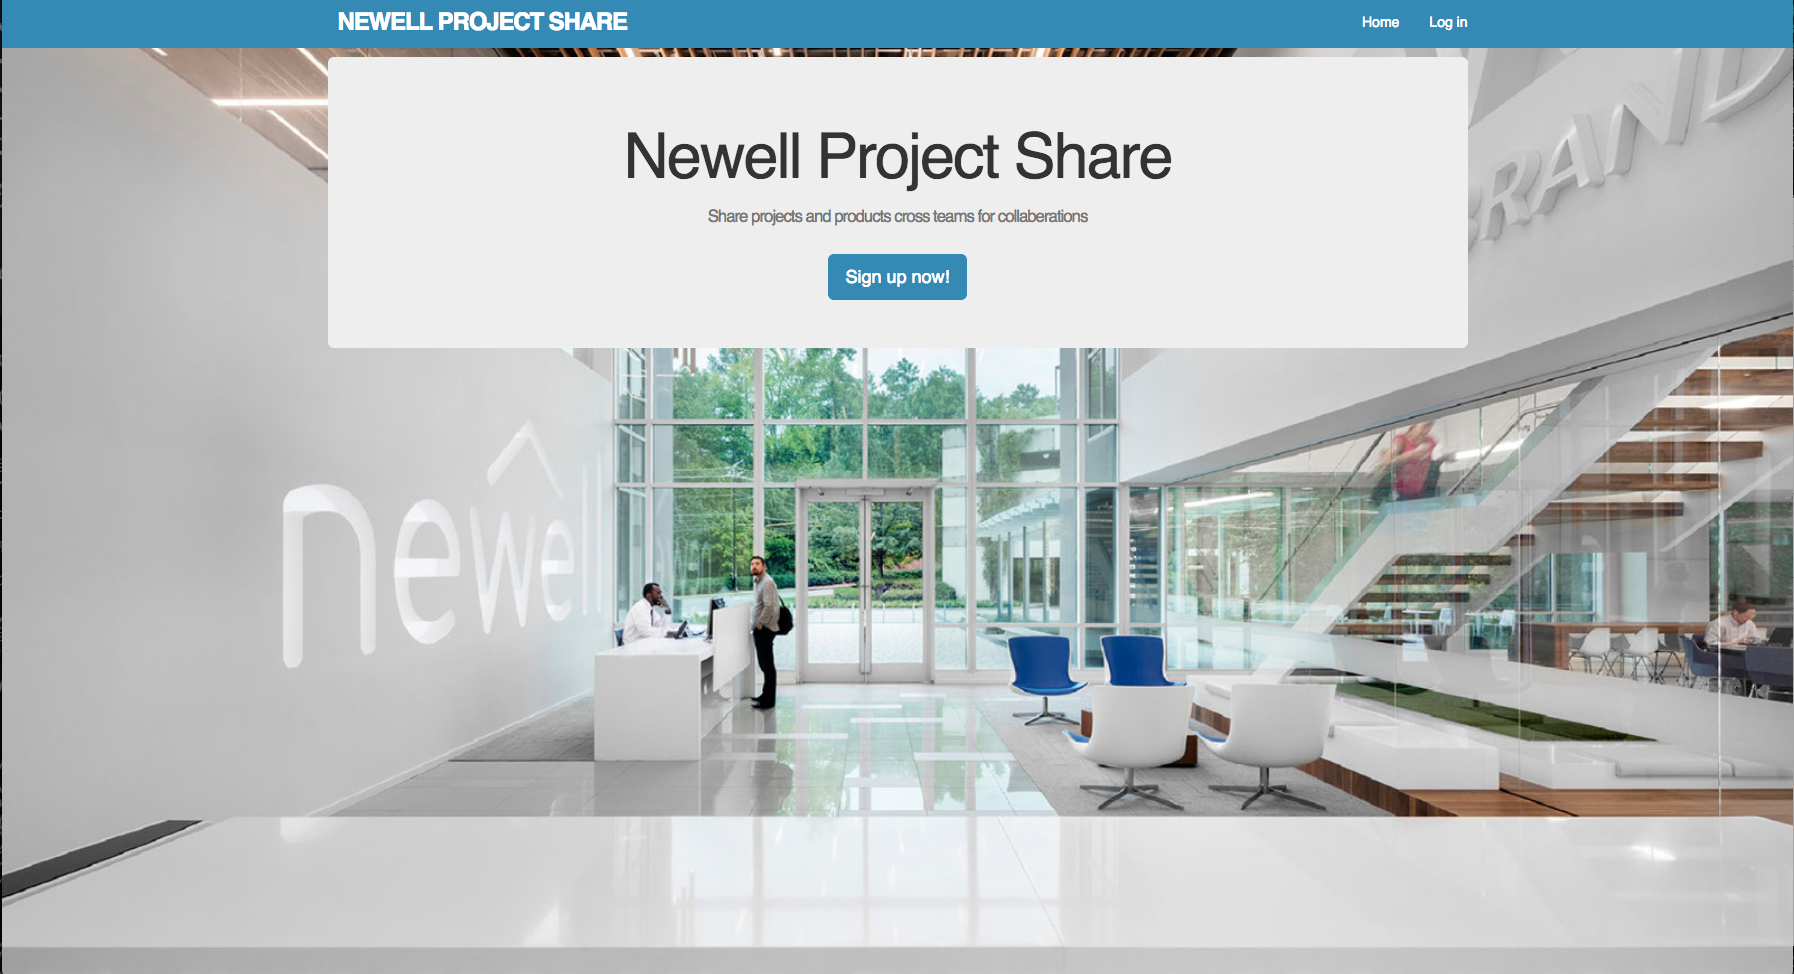 NEWELL PROJECT SHARE
Home
Log in
Newell Project Share
Share projects and products cross teams for collaberations
Sign up now!
BRAND
newell